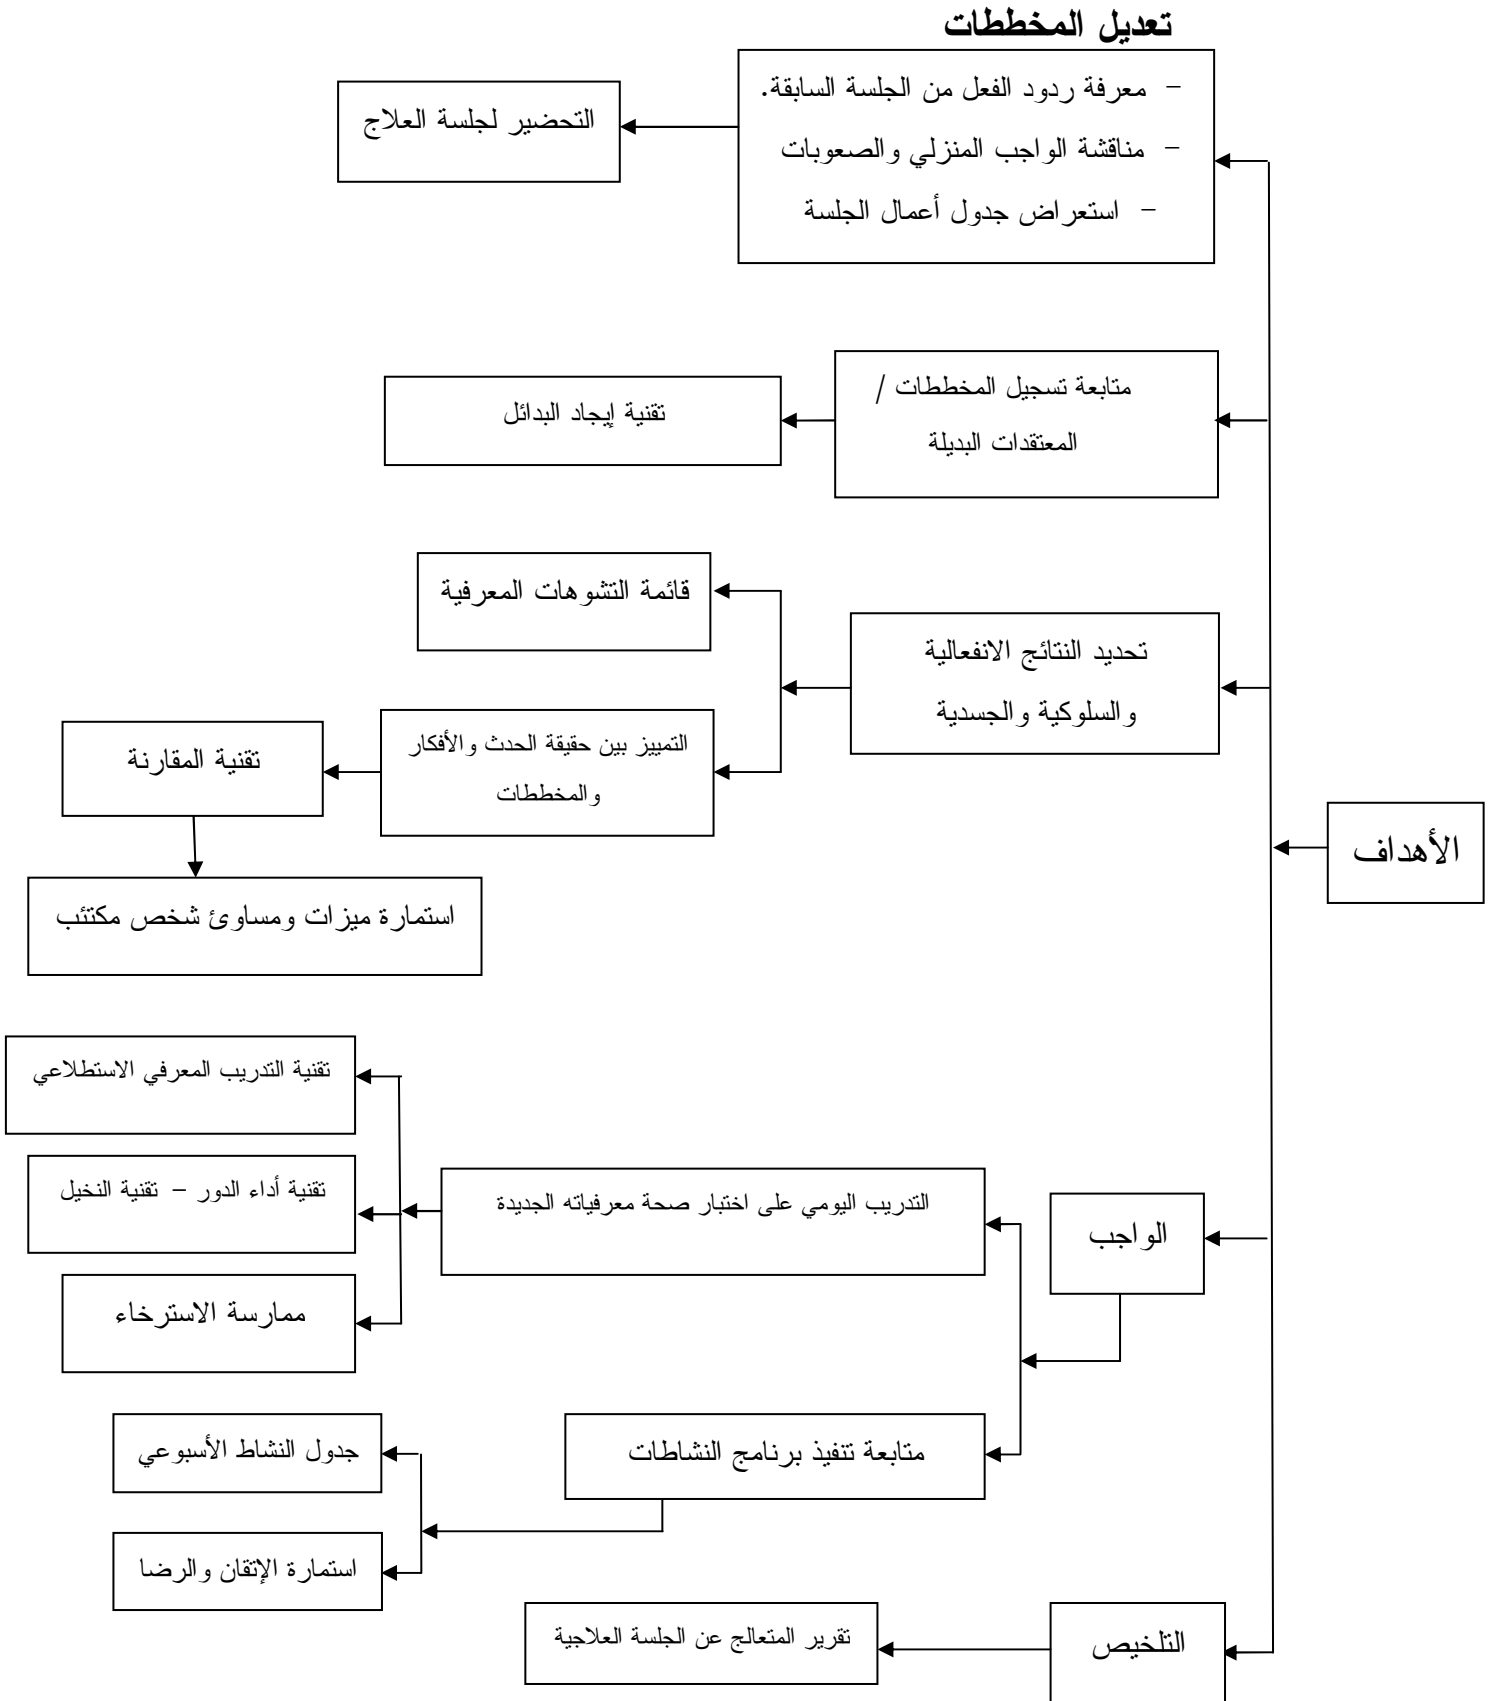 تعديل المخططات
- معرفة ردود الفعل من الجلسة السابقة.
- مناقشة الواجب المنزلي والصعوبات
- استعراض جدول أعمال الجلسة
التحضير لجلسة العلاج
متابعة تسجيل المخططات /
المعتقدات البديلة
تقنية إيجاد البدائل
تحديد النتائج الانفعالية
والسلوكية والجسدية
قائمة التشوهات المعرفية
التمييز بين حقيقة الحدث والأفكار
والمخططات
تقنية المقارنة
استمارة ميزات ومساوئ شخص مكتئب
الأهداف
الواجب
التدريب اليومي على اختبار صحة معرفياته الجديدة
تقنية التدريب المعرفي الاستطلاعي
تقنية أداء الدور – تقنية النخيل
ممارسة الاسترخاء
متابعة تنفيذ برنامج النشاطات
جدول النشاط الأسبوعي
استمارة الإتقان والرضا
التلخيص
تقرير المتعالج عن الجلسة العلاجية